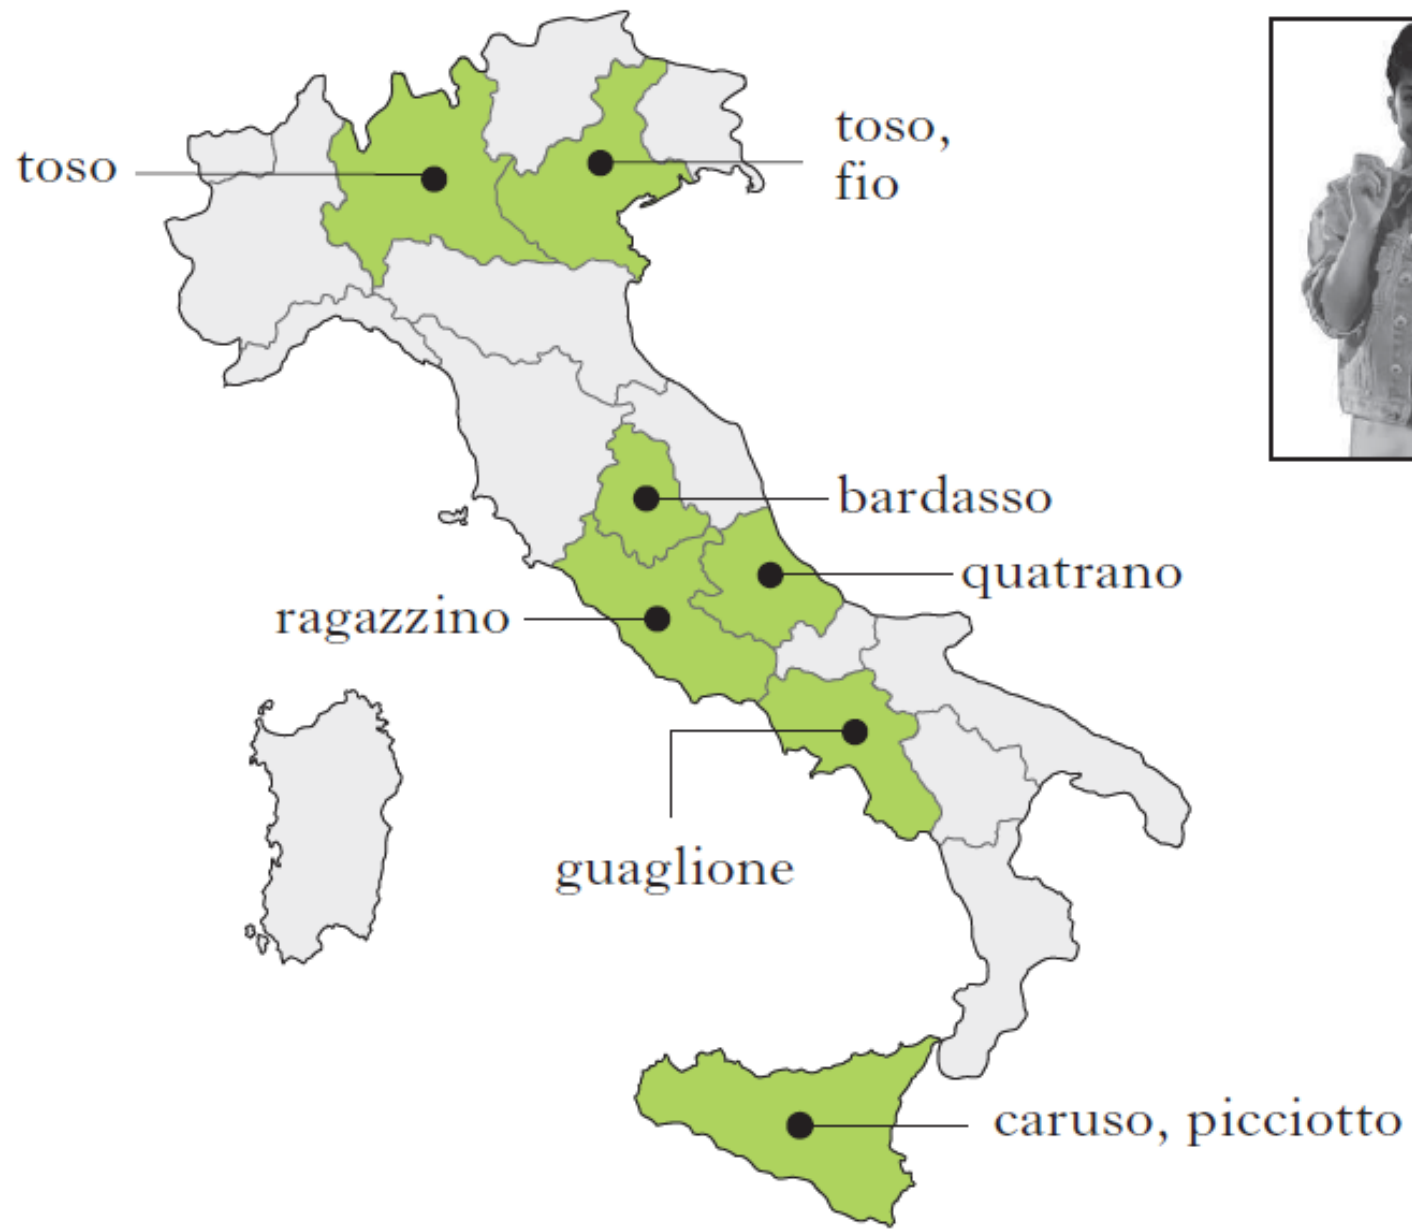 toso,
toso
fio
bardasso
quatrano
ragazzino
guaglione
caruso, picciotto